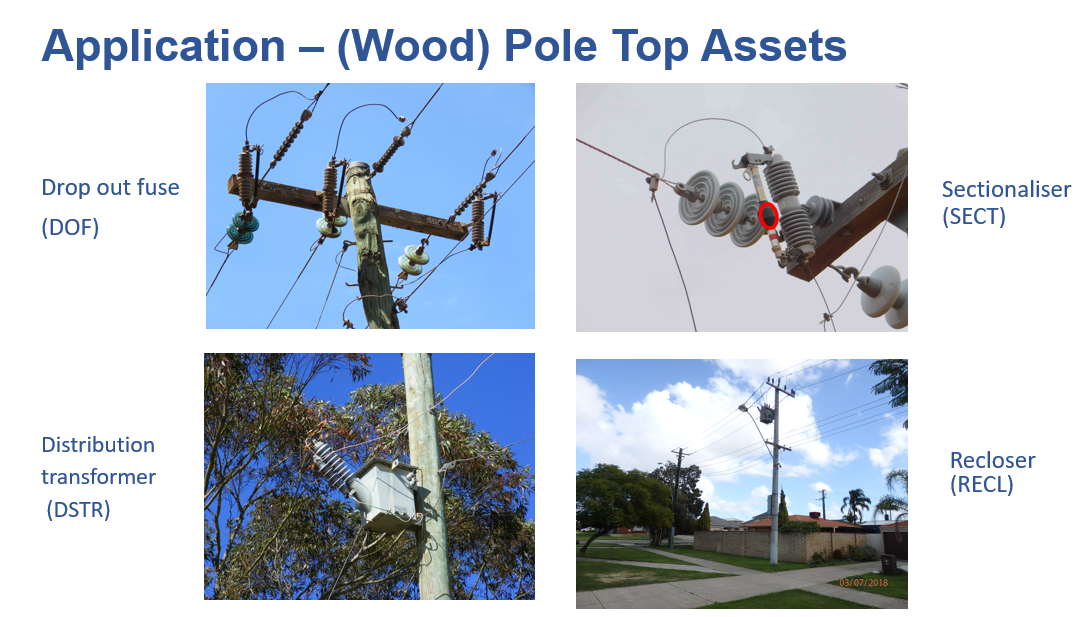 Application – (Wood) Pole Top Assets
Drop out fuse
(DOF)
Sectionaliser
(SECT)
Distribution
transformer
(DSTR)
Recloser
(RECL)
03/07/2018